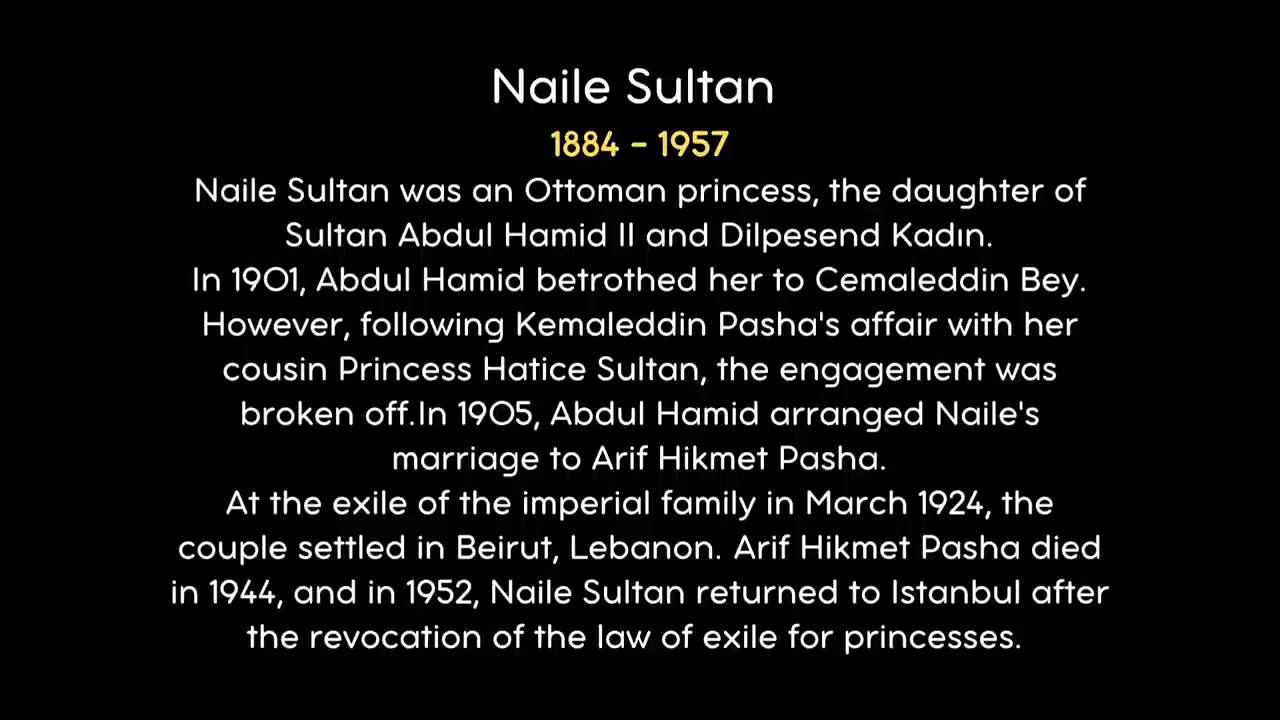 Naile Sultan
1884 - 1957
Naile Sultan was an Ottoman princess, the daughter of
Sultan Abdul Hamid II and Dilpesend Kadın.
In 1901, Abdul Hamid betrothed her to Cemaleddin Bey.
However, following Kemaleddin Pasha's affair with her
cousin Princess Hatice Sultan, the engagement was
broken off.In 1905, Abdul Hamid arranged Naile's
marriage to Arif Hikmet Pasha.
At the exile of the imperial family in March 1924, the
couple settled in Beirut, Lebanon. Arif Hikmet Pasha died
in 1944, and in 1952, Naile Sultan returned to Istanbul after
the revocation of the law of exile for princesses.